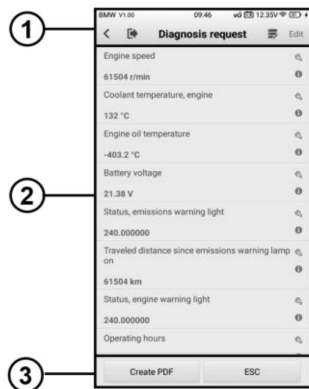 BMW V1.00 09:46 12.35V
Diagnosis request Edit
1
Engine speed
61504 r/min
Coolant temperature, engine
132 °C
Engine oil temperature
-403.2 °C
Battery voltage
21.38 V
2
Status, emissions warning light
240.000000
Traveled distance since emissions warning lamp
on
61504 km
Status, engine warning light
240.000000
Operating hours
3
Create PDF ESC